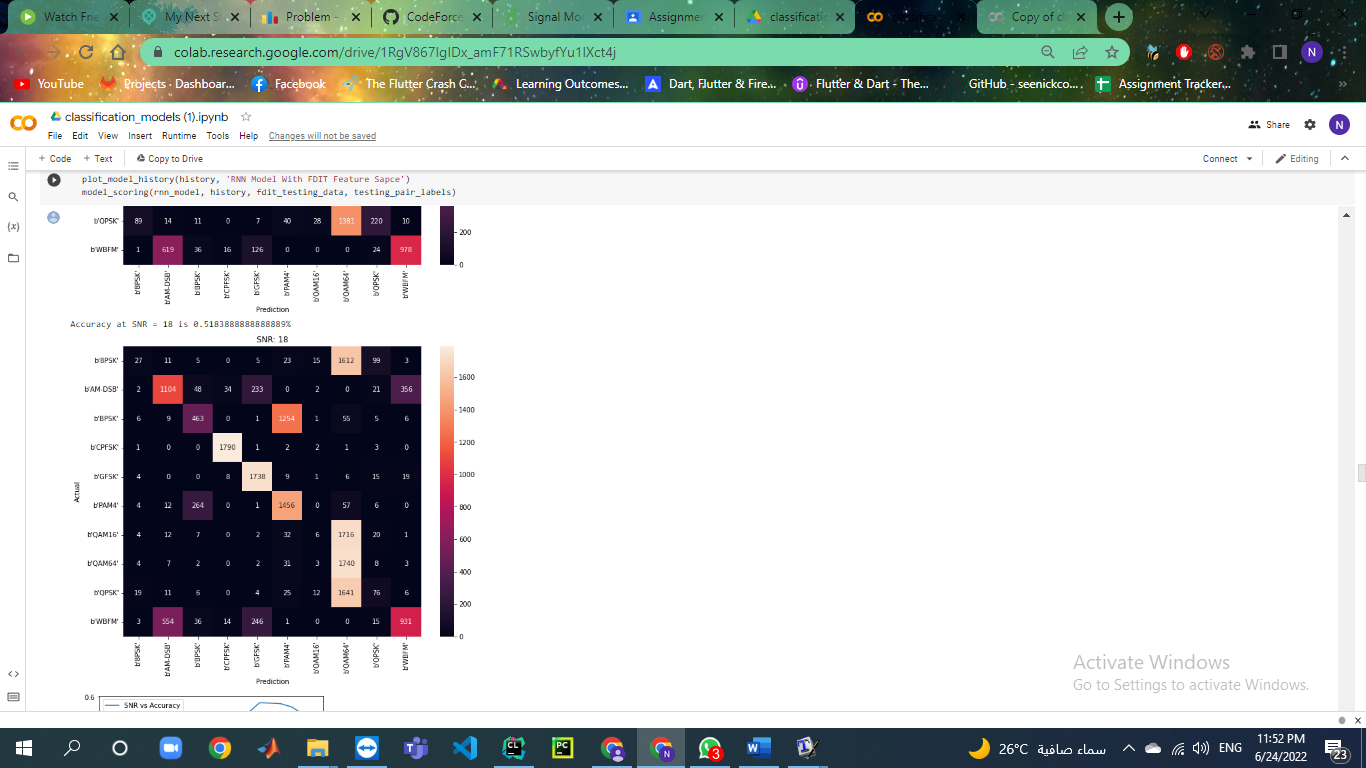 Watch Frie
My Next S
Problem -
CodeForce
Signal Mo
Assignmen
classificatio
Copy of cl
colab.research.google.com/drive/1RgV867IgIDx_amF71RSwbyfYu1IXct4j
N
YouTube
Projects · Dashboar...
Facebook
The Flutter Crash C...
Learning Outcomes...
Dart, Flutter & Fire...
Flutter & Dart - The...
GitHub - seenickco...
Assignment Tracker...
classification_models (1).ipynb
File Edit View Insert Runtime Tools Help Changes will not be saved
Share
N
+ Code + Text Copy to Drive
Connect
Editing
plot_model_history(history, 'RNN Model With FDIT Feature Sapce')
model_scoring(rnn_model, history, fdit_testing_data, testing_pair_labels)
b'QPSK' 89 14 11 0 7 40 28 1381 220 10
b'WBFM' 1 619 36 16 126 0 0 0 24 978
200
0
b'8PSK' b'AM-DSB' b'BPSK' b'CPFSK' b'GFSK' b'PAM4' b'QAM16' b'QAM64' b'QPSK' b'WBFM'
Prediction
Accuracy at SNR = 18 is 0.5183888888888889%
SNR: 18
b'8PSK' 27 11 5 0 5 23 15 1612 99 3
b'AM-DSB' 2 1104 48 34 233 0 2 0 21 356
b'BPSK' 6 9 463 0 1 1254 1 55 5 6
b'CPFSK' 1 0 0 1790 1 2 2 1 3 0
b'GFSK' 4 0 0 8 1738 9 1 6 15 19
b'PAM4' 4 12 264 0 1 1456 0 57 6 0
b'QAM16' 4 12 7 0 2 32 6 1716 20 1
b'QAM64' 4 7 2 0 2 31 3 1740 8 3
b'QPSK' 19 11 6 0 4 25 12 1641 76 6
b'WBFM' 3 554 36 14 246 1 0 0 15 931
Actual
1600
1400
1200
1000
800
600
400
200
0
b'8PSK' b'AM-DSB' b'BPSK' b'CPFSK' b'GFSK' b'PAM4' b'QAM16' b'QAM64' b'QPSK' b'WBFM'
Prediction
0.6
SNR vs Accuracy
Activate Windows
Go to Settings to activate Windows.
26°C سماء صافية
ENG
11:52 PM
6/24/2022
23
3